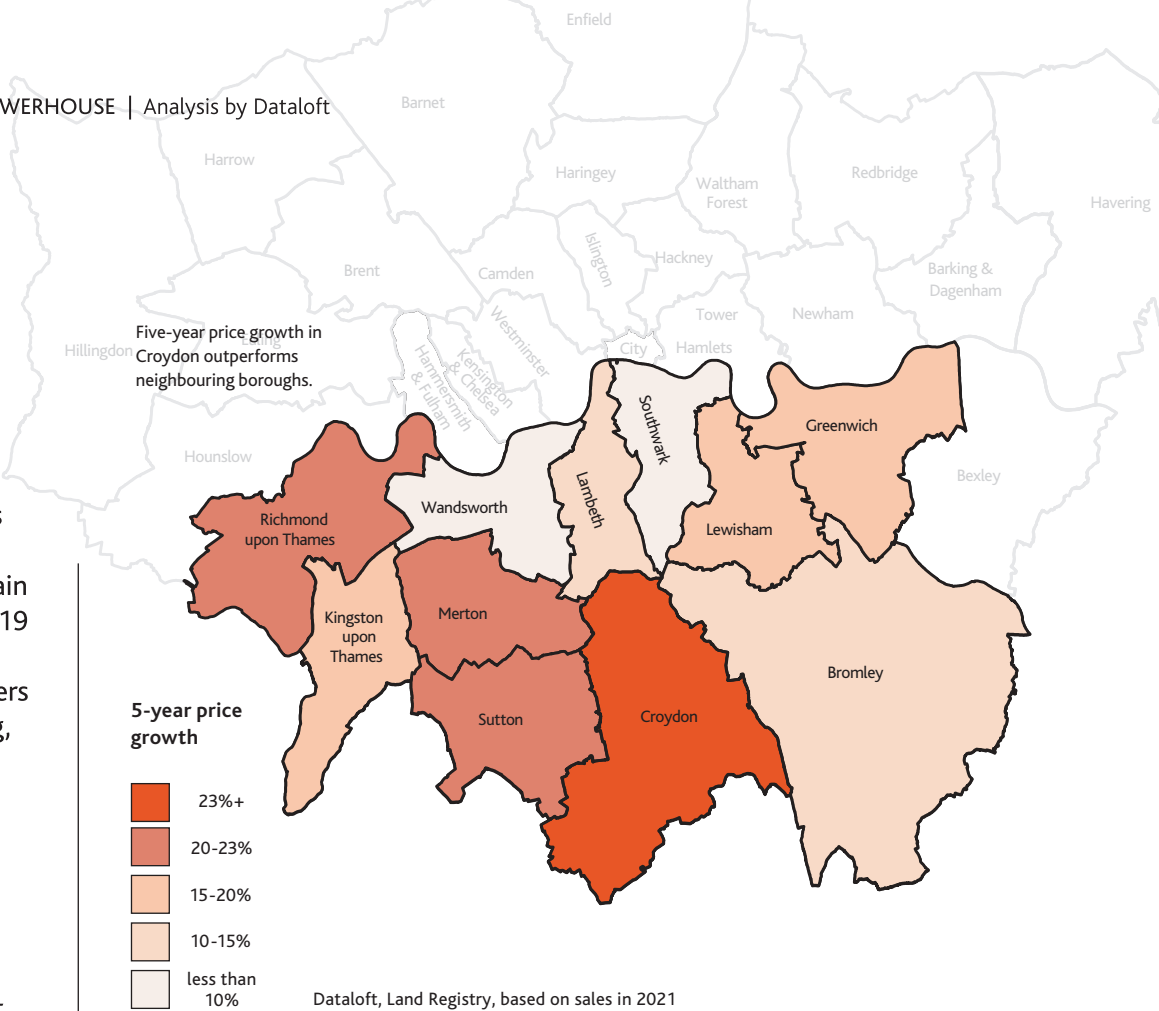 Enfield
WERHOUSE | Analysis by Dataloft
Barnet
Harrow
Haringey
Waltham
Forest
Redbridge
Havering
Islington
Hackney
Brent
Camden
Barking &
Dagenham
Tower
Hamlets
Newham
Westminster
Five-year price growth in
Croydon outperforms
neighbouring boroughs.
Ealing
Hillingdon
City
Kensington
& Chelsea
Hammersmith
& Fulham
Hounslow
Southwark
Greenwich
Bexley
Wandsworth
Lambeth
Lewisham
Richmond
upon Thames
s
ain
19
ers
g,
r
Kingston
upon
Thames
Merton
Bromley
Sutton
Croydon
5-year price
growth
23%+
20-23%
15-20%
10-15%
less than
10%
Dataloft, Land Registry, based on sales in 2021